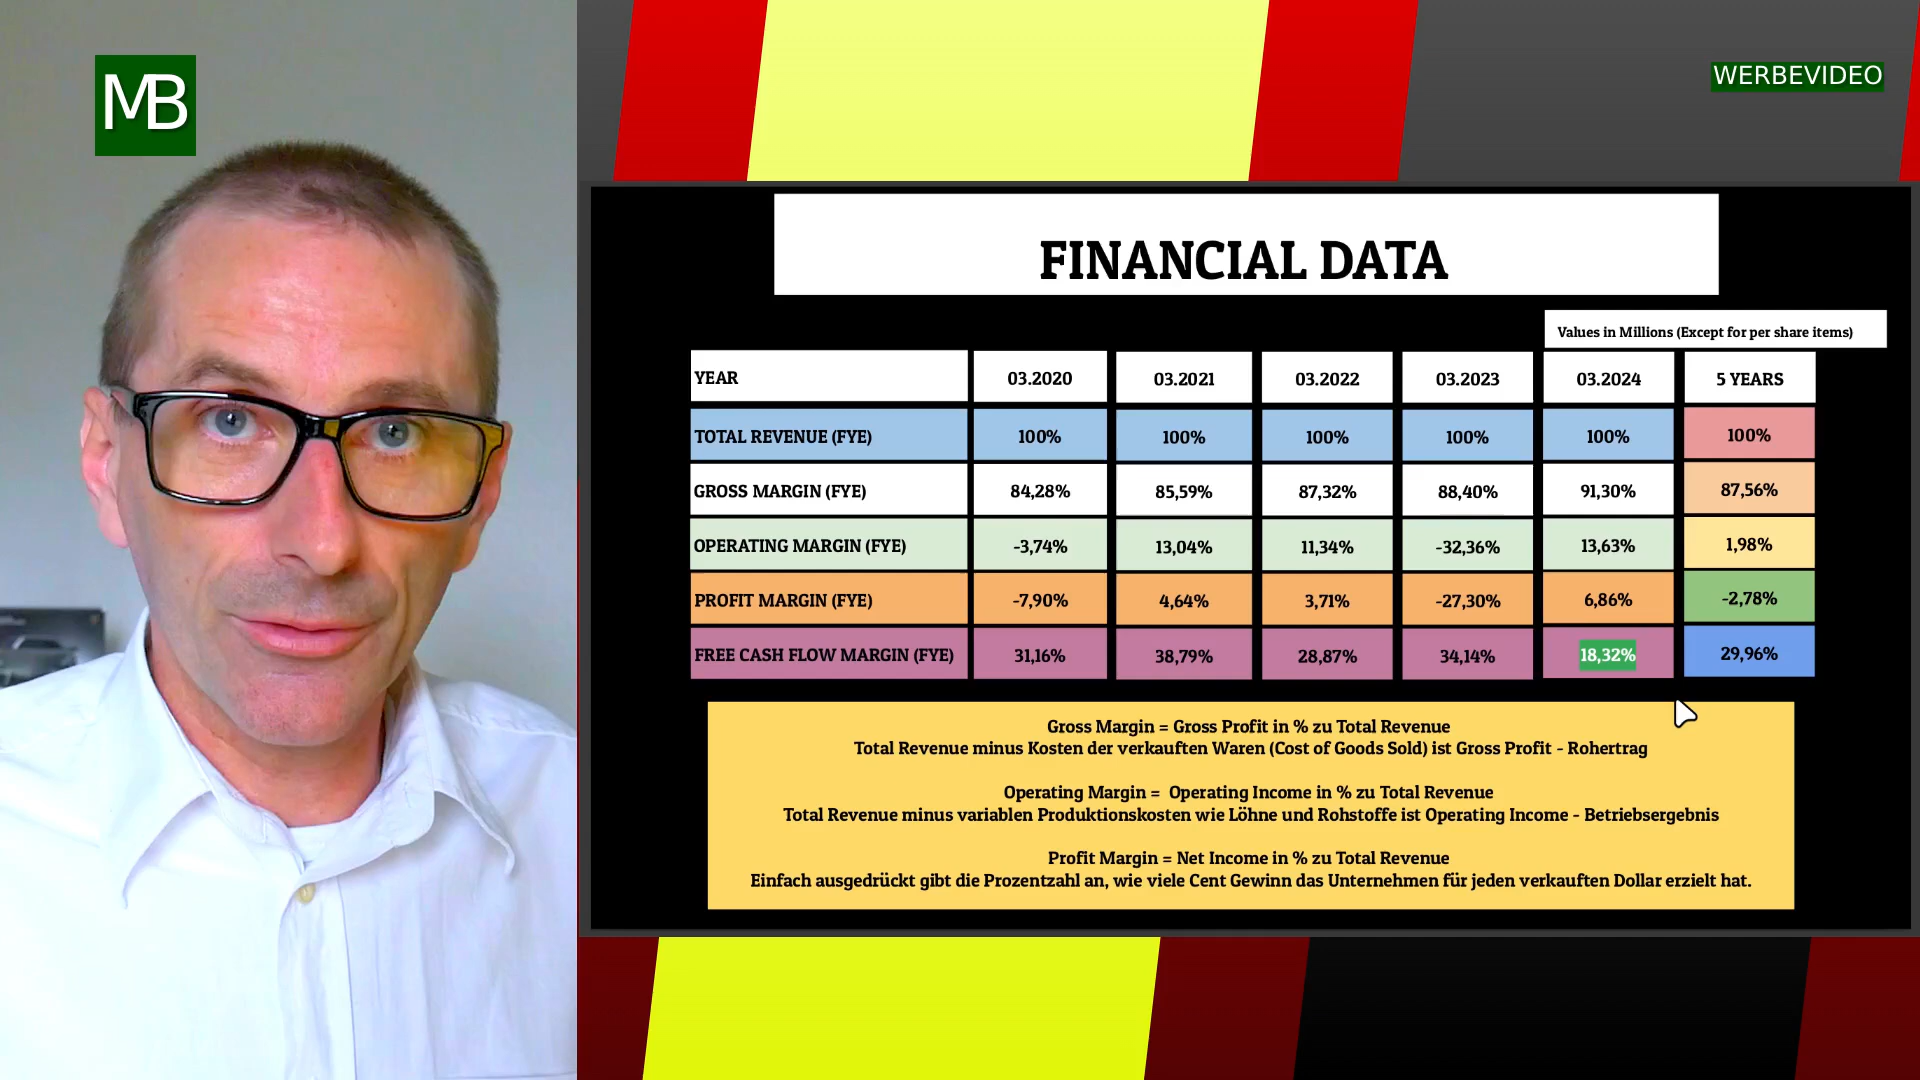 MB
WERBEVIDEO
FINANCIAL DATA
Values in Millions (Except for per share items)
YEAR 03.2020 03.2021 03.2022 03.2023 03.2024 5 YEARS
TOTAL REVENUE (FYE) 100% 100% 100% 100% 100% 100%
GROSS MARGIN (FYE) 84,28% 85,59% 87,32% 88,40% 91,30% 87,56%
OPERATING MARGIN (FYE) -3,74% 13,04% 11,34% -32,36% 13,63% 1,98%
PROFIT MARGIN (FYE) -7,90% 4,64% 3,71% -27,30% 6,86% -2,78%
FREE CASH FLOW MARGIN (FYE) 31,16% 38,79% 28,87% 34,14% 18,32% 29,96%
Gross Margin = Gross Profit in % zu Total Revenue
Total Revenue minus Kosten der verkauften Waren (Cost of Goods Sold) ist Gross Profit - Rohertrag
Operating Margin = Operating Income in % zu Total Revenue
Total Revenue minus variablen Produktionskosten wie Löhne und Rohstoffe ist Operating Income - Betriebsergebnis
Profit Margin = Net Income in % zu Total Revenue
Einfach ausgedrückt gibt die Prozentzahl an, wie viele Cent Gewinn das Unternehmen für jeden verkauften Dollar erzielt hat.